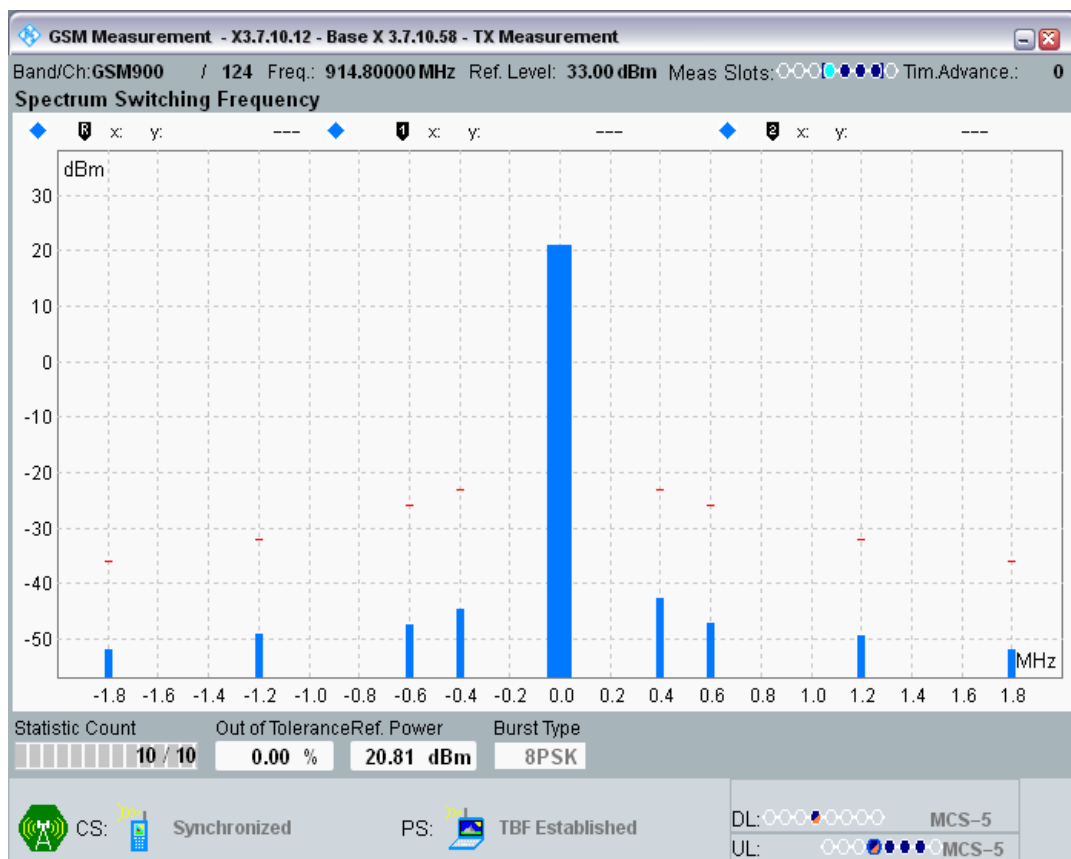 GSM Measurement - X3.7.10.12 - Base X 3.7.10.58 - TX Measurement
Band/Ch:GSM900 / 124 Freq.: 914.80000 MHz Ref. Level: 33.00 dBm Meas Slots: Tim.Advance.: 0
Spectrum Switching Frequency
R x: y: --- 1 x: y: --- 2 x: y: ---
dBm
30
20
10
0
-10
-20
-30
-40
-50
MHz
-1.8 -1.6 -1.4 -1.2 -1.0 -0.8 -0.6 -0.4 -0.2 0.0 0.2 0.4 0.6 0.8 1.0 1.2 1.4 1.6 1.8
Statistic Count Out of Tolerance Ref. Power Burst Type
10 / 10 0.00 % 20.81 dBm 8PSK
CS: Synchronized PS: TBF Established DL: MCS-5
UL: MCS-5